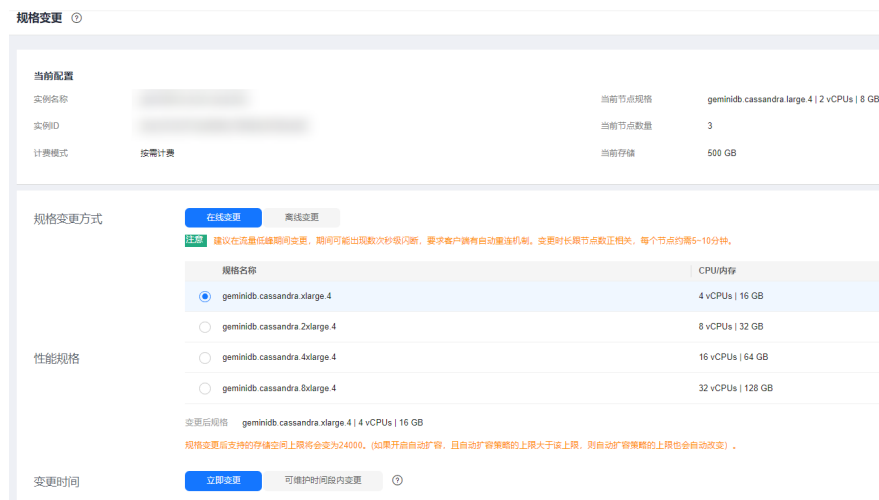 规格变更 ?
当前配置
实例名称
当前节点规格 geminidb.cassandra.large.4 | 2 vCPUs | 8 GB
实例ID
当前节点数量 3
计费模式 按需计费
当前存储 500 GB
规格变更方式 在线变更 离线变更
注意 建议在流量低峰期间变更，期间可能出现数次秒级闪断，要求客户端有自动重连机制。变更时长跟节点数正相关，每个节点约需5-10分钟。
规格名称 CPU/内存
geminidb.cassandra.xlarge.4 4 vCPUs | 16 GB
geminidb.cassandra.2xlarge.4 8 vCPUs | 32 GB
性能规格 geminidb.cassandra.4xlarge.4 16 vCPUs | 64 GB
geminidb.cassandra.8xlarge.4 32 vCPUs | 128 GB
变更后规格 geminidb.cassandra.xlarge.4 | 4 vCPUs | 16 GB
规格变更后支持的存储空间上限将会变为24000。(如果开启自动扩容，且自动扩容策略的上限大于该上限，则自动扩容策略的上限也会自动改变) 。
变更时间 立即变更 可维护时间段内变更 ?